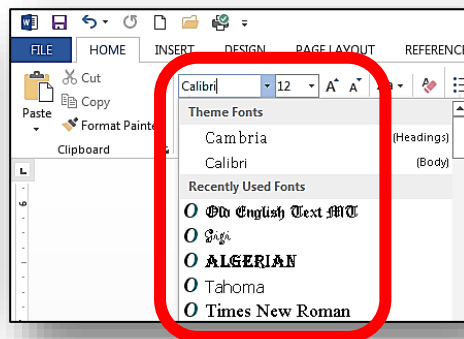 FILE HOME INSERT DESIGN PAGE LAYOUT REFERENC
Cut
Copy
Paste
Format Painte
Clipboard
Calibri 12 A A
Theme Fonts
Cambria (Headings)
Calibri (Body)
Recently Used Fonts
O Old English Text MT
O Gigi
O ALGERIAN
O Tahoma
O Times New Roman